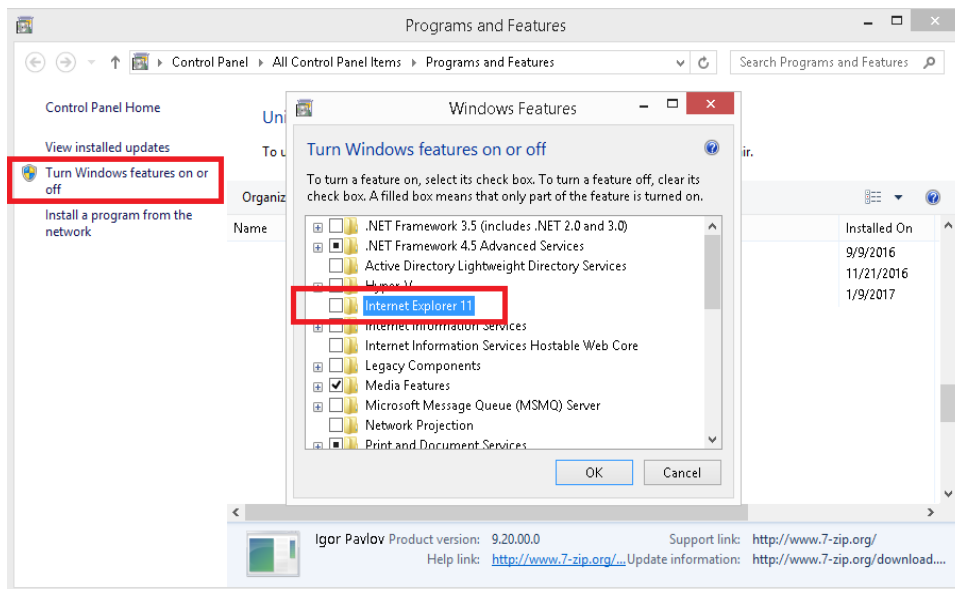 Programs and Features
Control Panel All Control Panel Items Programs and Features Search Programs and Features
Control Panel Home
View installed updates
Turn Windows features on or
off
Install a program from the
network
Uni
To u
ir.
Organiz
Name
Installed On
9/9/2016
11/21/2016
1/9/2017
Windows Features
Turn Windows features on or off
To turn a feature on, select its check box. To turn a feature off, clear its
check box. A filled box means that only part of the feature is turned on.
.NET Framework 3.5 (includes .NET 2.0 and 3.0)
.NET Framework 4.5 Advanced Services
Active Directory Lightweight Directory Services
Hyper-V
Internet Explorer 11
Internet Information Services
Internet Information Services Hostable Web Core
Legacy Components
Media Features
Microsoft Message Queue (MSMQ) Server
Network Projection
Print and Document Services
OK Cancel
Igor Pavlov Product version: 9.20.00.0 Support link: http://www.7-zip.org/
Help link: http://www.7-zip.org/... Update information: http://www.7-zip.org/download....